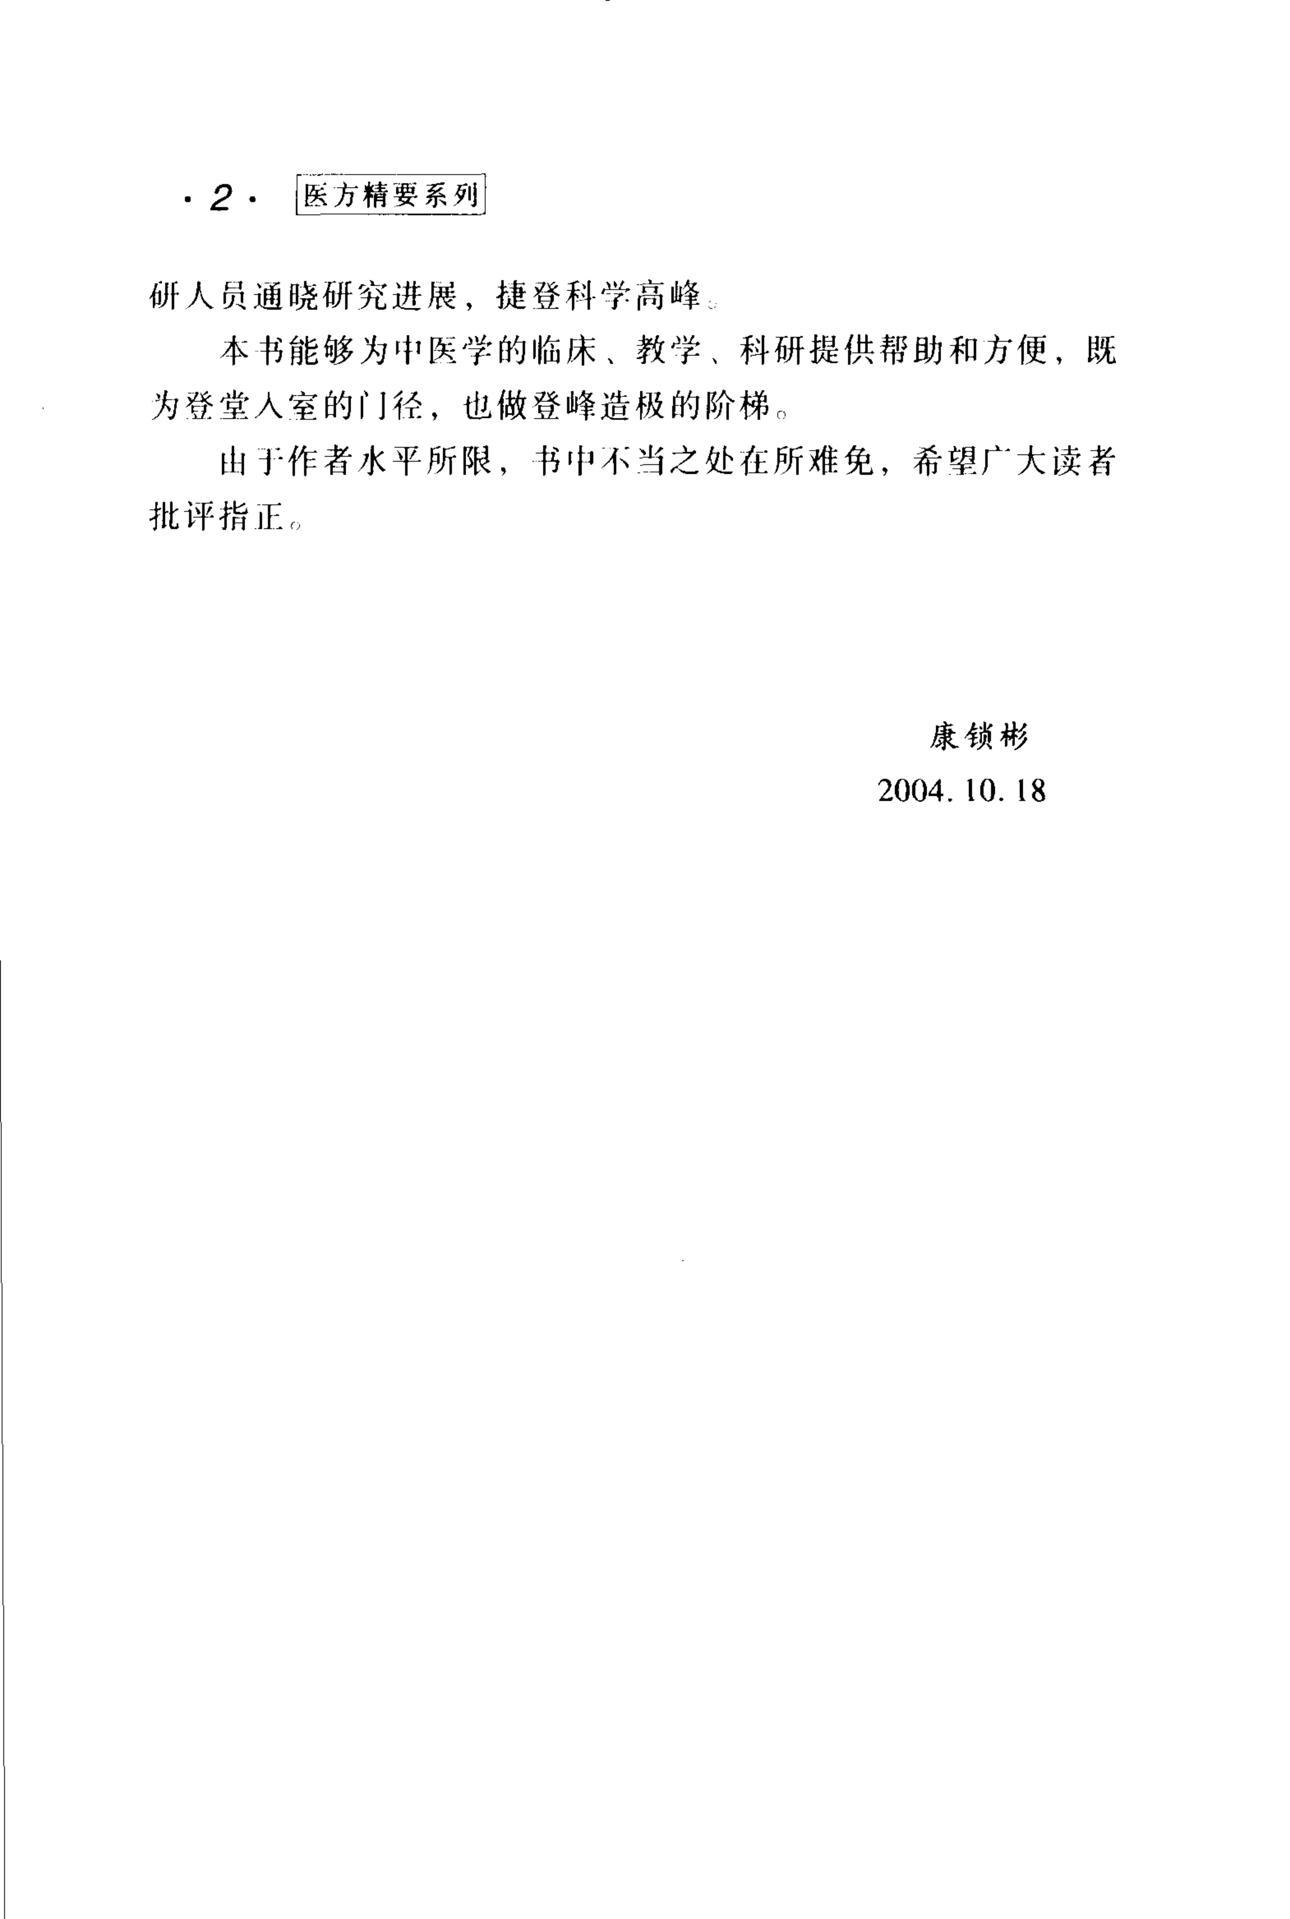 ·2· 医方精要系列
研人员通晓研究进展，捷登科学高峰。
本书能够为中医学的临床、教学、科研提供帮助和方便，既
为登堂入室的门径，也做登峰造极的阶梯。
由于作者水平所限，书中不当之处在所难免，希望广大读者
批评指正。
康锁彬
2004. 10. 18